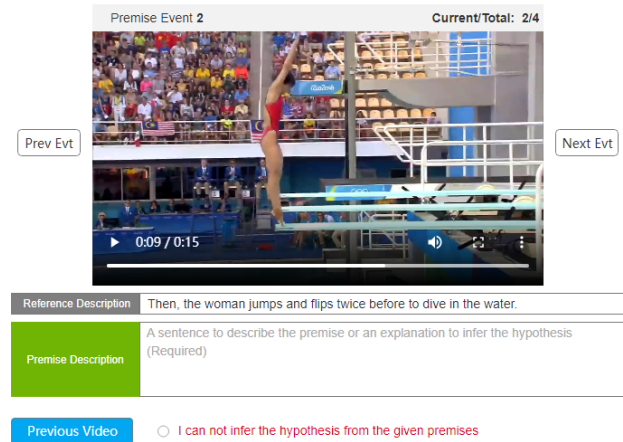 Premise Event 2 Current/Total: 2/4
Prev Evt
Next Evt
0:09 / 0:15
Reference Description Then, the woman jumps and flips twice before to dive in the water.
Premise Description
A sentence to describe the premise or an explanation to infer the hypothesis
(Required)
Previous Video I can not infer the hypothesis from the given premises